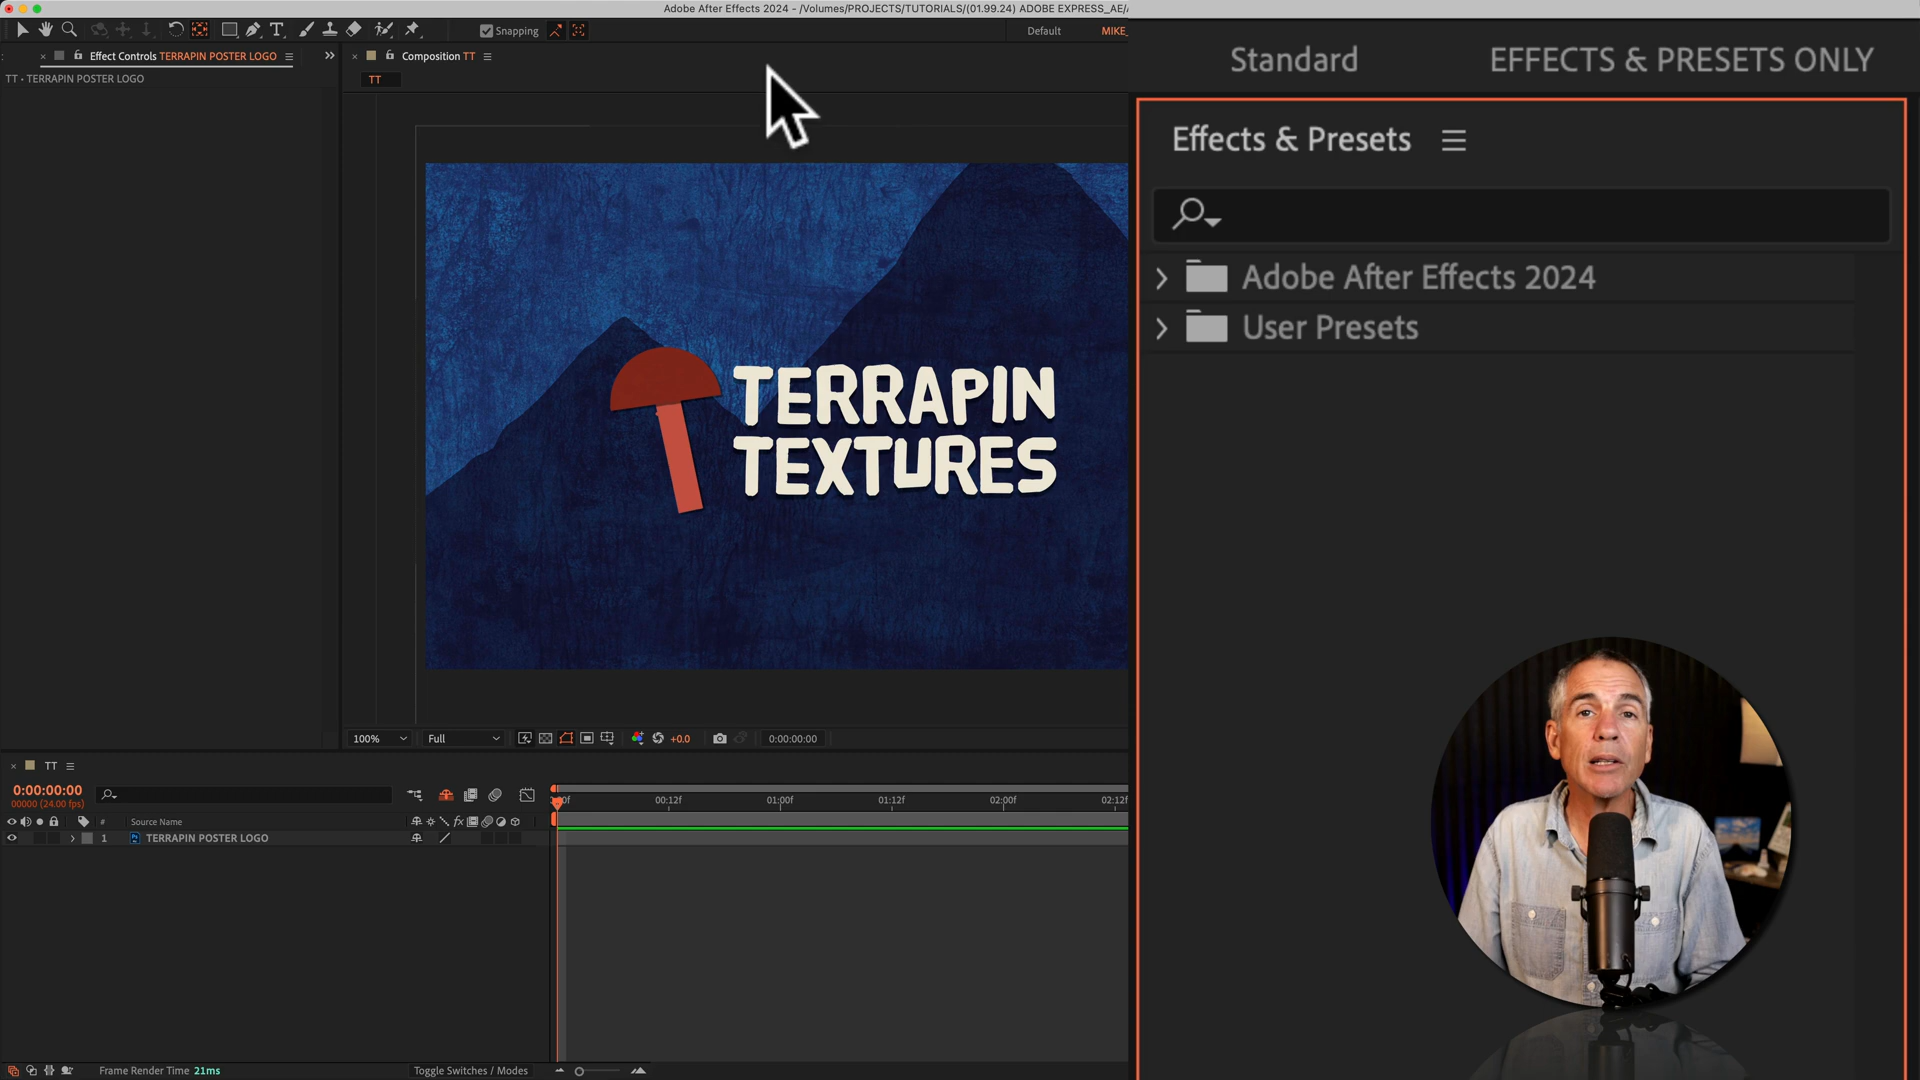 Adobe After Effects 2024 - /Volumes/PROJECTS/TUTORIALS/(01.99.24) ADOBE EXPRESS_AE/A
Snapping
Default
MIKE_
Standard
EFFECTS & PRESETS ONLY
Effect Controls TERRAPIN POSTER LOGO
Composition TT
TT • TERRAPIN POSTER LOGO
TT
Effects & Presets
Adobe After Effects 2024
User Presets
TERRAPIN
TEXTURES
100%
Full
+0.0
0:00:00:00
TT
0:00:00:00
00000 (24.00 fps)
00:12f
01:00f
01:12f
02:00f
02:12f
#
Source Name
fx
1
TERRAPIN POSTER LOGO
Frame Render Time 21ms
Toggle Switches / Modes